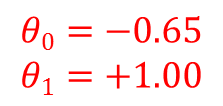 θ₀ = −0.65
θ₁ = +1.00